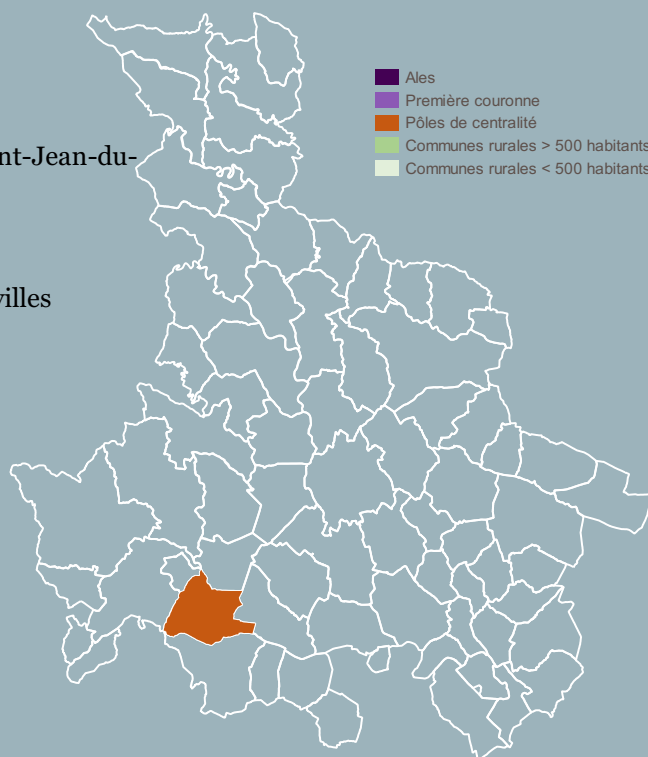 Ales
Première couronne
Pôles de centralité
nt-Jean-du-
Communes rurales > 500 habitants
Communes rurales < 500 habitants
villes